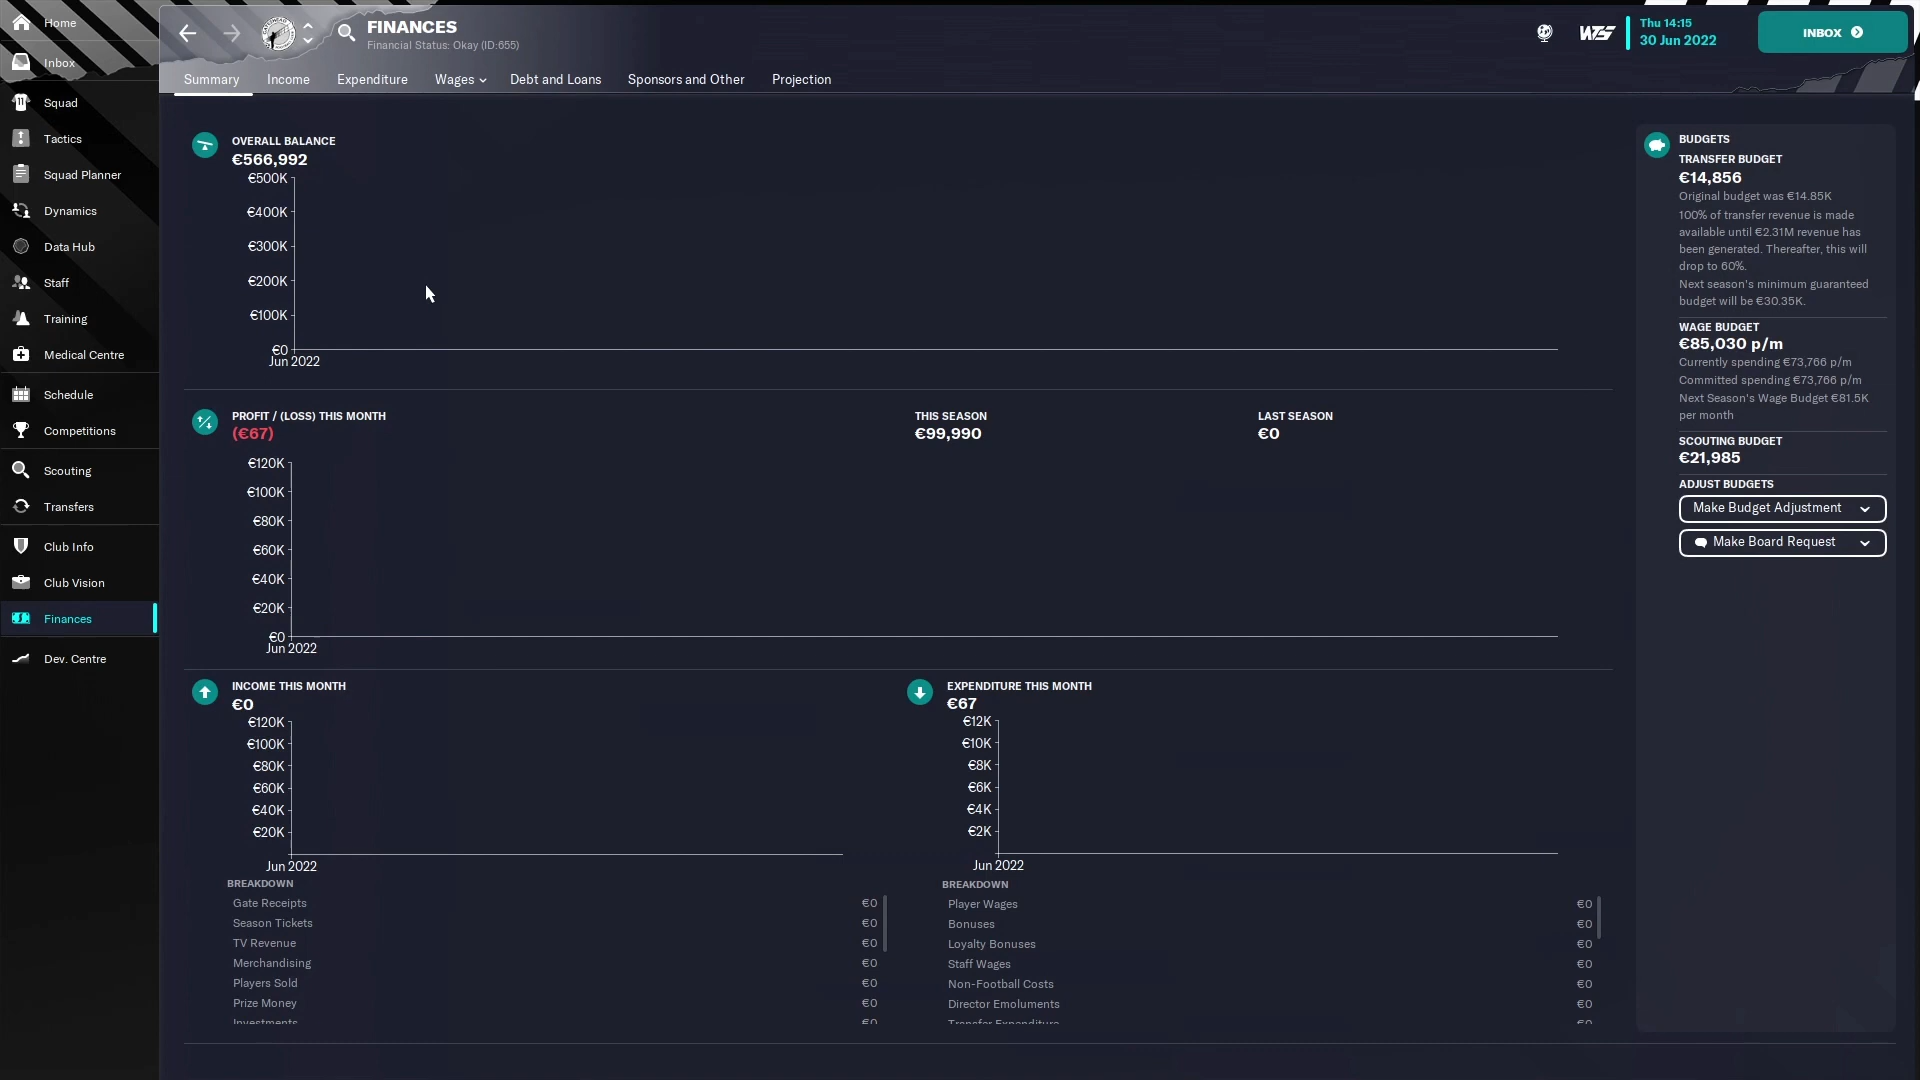 Home
Inbox
Squad
Tactics
Squad Planner
Dynamics
Data Hub
Staff
Training
Medical Centre
Schedule
Competitions
Scouting
Transfers
Club Info
Club Vision
Finances
Dev. Centre
FINANCES
Financial Status: Okay (ID:655)
Thu 14:15
30 Jun 2022
INBOX
Summary
Income
Expenditure
Wages
Debt and Loans
Sponsors and Other
Projection
OVERALL BALANCE
€566,992
€500K
€400K
€300K
€200K
€100K
€0
Jun 2022
PROFIT / (LOSS) THIS MONTH
(€67)
THIS SEASON
€99,990
LAST SEASON
€0
€120K
€100K
€80K
€60K
€40K
€20K
€0
Jun 2022
INCOME THIS MONTH
€0
€120K
€100K
€80K
€60K
€40K
€20K
Jun 2022
BREAKDOWN
Gate Receipts €0
Season Tickets €0
TV Revenue €0
Merchandising €0
Players Sold €0
Prize Money €0
Investments €0
EXPENDITURE THIS MONTH
€67
€12K
€10K
€8K
€6K
€4K
€2K
Jun 2022
BREAKDOWN
Player Wages €0
Bonuses €0
Loyalty Bonuses €0
Staff Wages €0
Non-Football Costs €0
Director Emoluments €0
Transfer Expenditure €0
BUDGETS
TRANSFER BUDGET
€14,856
Original budget was €14.85K
100% of transfer revenue is made
available until €2.31M revenue has
been generated. Thereafter, this will
drop to 60%.
Next season's minimum guaranteed
budget will be €30.35K.
WAGE BUDGET
€85,030 p/m
Currently spending €73,766 p/m
Committed spending €73,766 p/m
Next Season's Wage Budget €81.5K
per month
SCOUTING BUDGET
€21,985
ADJUST BUDGETS
Make Budget Adjustment
Make Board Request